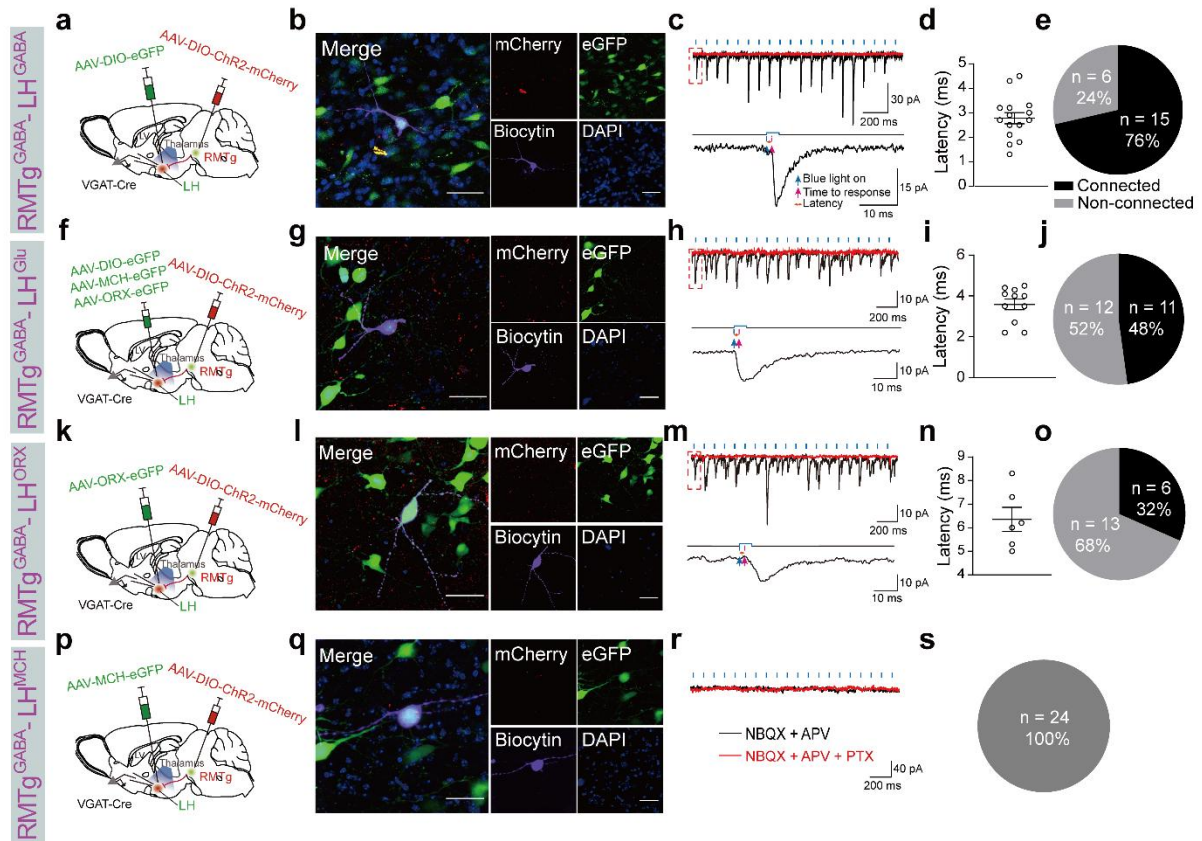 RMTg GABA- LH GABA
a
AAV-DIO-eGFP
AAV-DIO-ChR2-mCherry
Thalamus
RMTg
VGAT-Cre
LH
b
Merge
mCherry
eGFP
Biocytin
DAPI
c
30 pA
200 ms
Blue light on
Time to response
Latency
15 pA
10 ms
d
Latency (ms)
5
4
3
2
1
0
e
n = 6
24%
n = 15
76%
Connected
Non-connected
RMTg GABA- LH Glu
f
AAV-DIO-eGFP
AAV-MCH-eGFP
AAV-ORX-eGFP
AAV-DIO-ChR2-mCherry
Thalamus
RMTg
VGAT-Cre
LH
g
Merge
mCherry
eGFP
Biocytin
DAPI
h
10 pA
200 ms
10 pA
10 ms
i
Latency (ms)
6
4
2
0
j
n = 12
52%
n = 11
48%
RMTg GABA- LH ORX
k
AAV-ORX-eGFP
AAV-DIO-ChR2-mCherry
Thalamus
RMTg
VGAT-Cre
LH
l
Merge
mCherry
eGFP
Biocytin
DAPI
m
10 pA
200 ms
10 pA
10 ms
n
Latency (ms)
9
8
7
6
5
4
o
n = 6
32%
n = 13
68%
RMTg GABA- LH MCH
p
AAV-MCH-eGFP
AAV-DIO-ChR2-mCherry
Thalamus
RMTg
VGAT-Cre
LH
q
Merge
mCherry
eGFP
Biocytin
DAPI
r
NBQX + APV
NBQX + APV + PTX
40 pA
200 ms
s
n = 24
100%